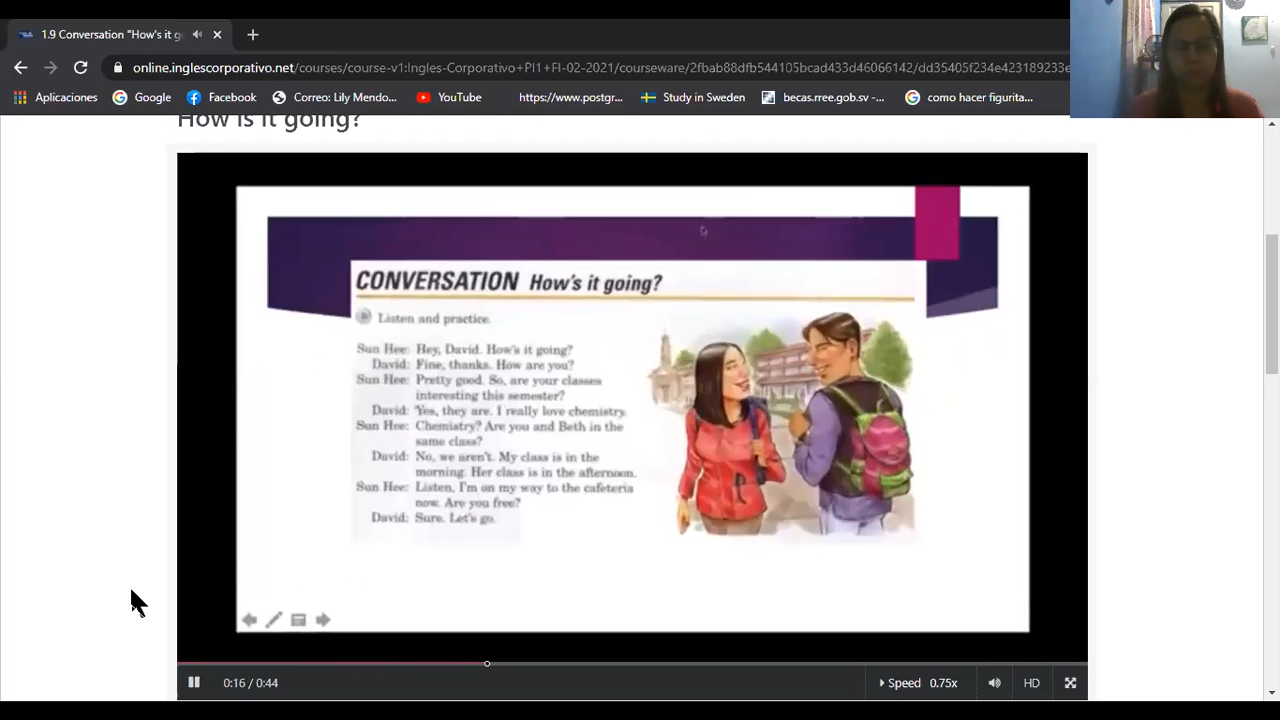 1.9 Conversation "How's it g
online.inglescorporativo.net/courses/course-v1:Ingles-Corporativo+PI1+FI-02-2021/courseware/2fbab88dfb544105bcad433d46066142/dd35405f234e423189233e
Aplicaciones Google Facebook Correo: Lily Mendo... YouTube https://www.postgr... Study in Sweden becas.rree.gob.sv -... como hacer figurita...
How is it going?
CONVERSATION How's it going?
Listen and practice.
Sun Hee: Hey, David. How's it going?
David: Fine, thanks. How are you?
Sun Hee: Pretty good. So, are your classes
interesting this semester?
David: Yes, they are. I really love chemistry.
Sun Hee: Chemistry? Are you and Beth in the
same class?
David: No, we aren't. My class is in the
morning. Her class is in the afternoon.
Sun Hee: Listen, I'm on my way to the cafeteria
now. Are you free?
David: Sure. Let's go.
0:16 / 0:44 Speed 0.75x HD